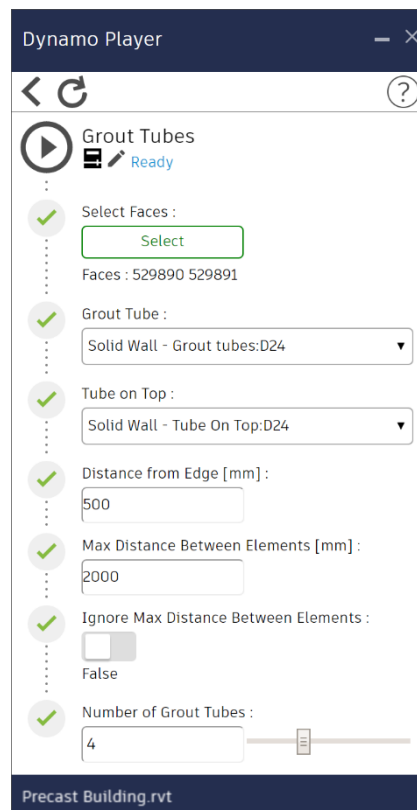 Dynamo Player
Grout Tubes
Ready
Select Faces :
Select
Faces : 529890 529891
Grout Tube :
Solid Wall - Grout tubes:D24
Tube on Top :
Solid Wall - Tube On Top:D24
Distance from Edge [mm] :
500
Max Distance Between Elements [mm] :
2000
Ignore Max Distance Between Elements :
False
Number of Grout Tubes :
4
Precast Building.rvt